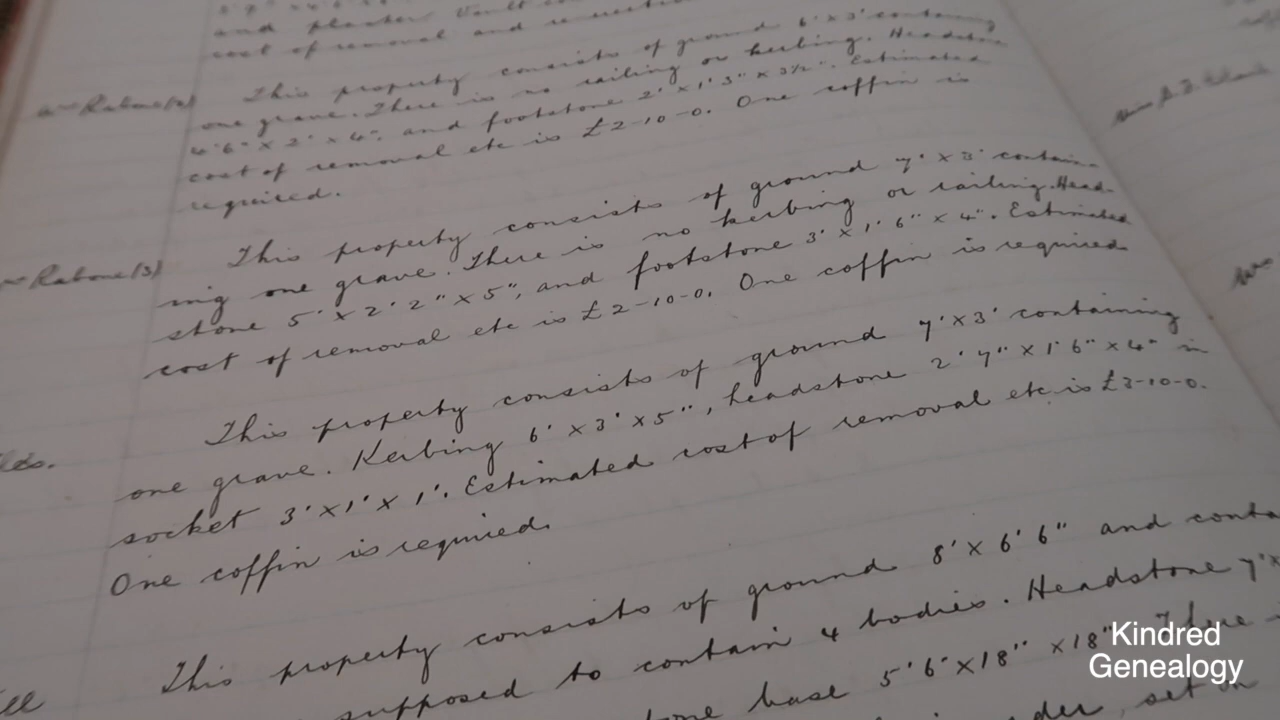 and plaster Vault
cost of removal and
Rabone(2) This property consists of ground 6' x 3' containing
one grave. There is no railing or kerbing. Headstone
4'6" x 2' x 4", and footstone 2' x 1' 3" x 3½". Estimated
cost of removal etc is £2-10-0. One coffin is
required.
Rabone(3) This property consists of ground 7' x 3' contain-
ing one grave. There is no kerbing or railing. Head-
stone 5' x 2' 2" x 5", and footstone 3' x 1' 6" x 4". Estimated
cost of removal etc is £2-10-0. One coffin is required
This property consists of ground 7' x 3' containing
one grave. Kerbing 6' x 3' x 5", headstone 2' 7" x 1' 6" x 4" in
socket 3' x 1' x 1'. Estimated cost of removal etc is £3-10-0.
One coffin is required.
This property consists of ground 8' x 6' 6" and conta
supposed to contain 4 bodies. Headstone 7' x
base 5' 6" x 18" x 18". There
set on
Kindred
Genealogy